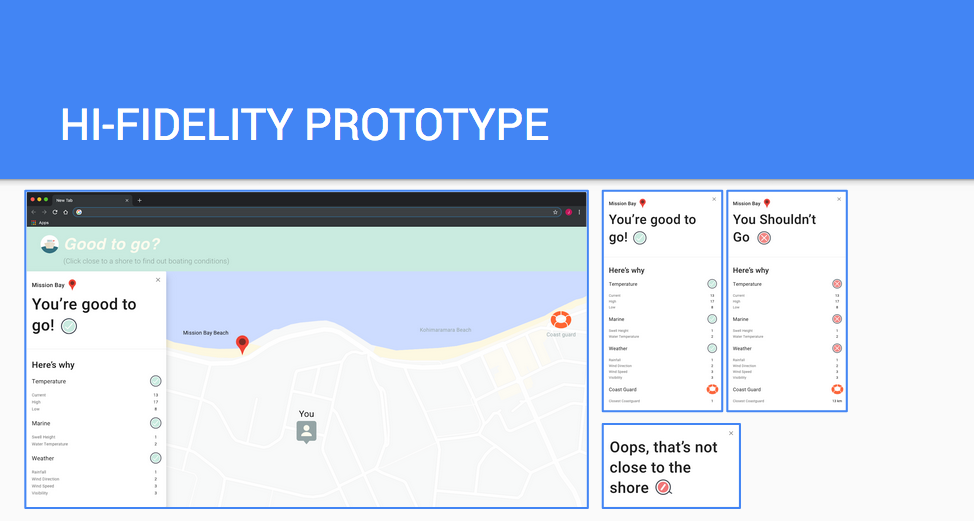 HI-FIDELITY PROTOTYPE
New Tab
Apps
Good to go?
(Click close to a shore to find out boating conditions)
Mission Bay
You're good to
go!
Here's why
Temperature
Current 13
High 17
Low 8
Marine
Swell Height 1
Water Temperature 2
Weather
Rainfall 1
Wind Direction 2
Wind Speed 3
Visibility 3
Mission Bay Beach
Kohimaramara Beach
Coast guard
You
Mission Bay
You're good to
go!
Here's why
Temperature
Current 13
High 17
Low 8
Marine
Swell Height 1
Water Temperature 2
Weather
Rainfall 1
Wind Direction 2
Wind Speed 3
Visibility 3
Coast Guard
Closest Coastguard 1
Mission Bay
You Shouldn't
Go
Here's why
Temperature
Current 13
High 17
Low 8
Marine
Swell Height 1
Water Temperature 2
Weather
Rainfall 1
Wind Direction 2
Wind Speed 3
Visibility 3
Coast Guard
Closest Coastguard 13 km
Oops, that's not
close to the
shore